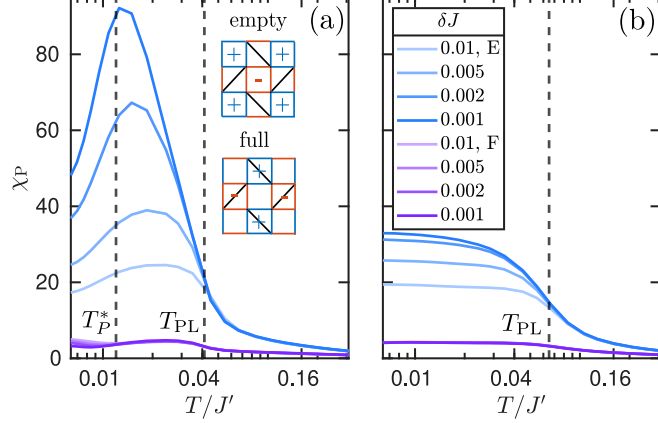 (a)
(b)
empty
+ +
-
+ +
full
+
- -
+
δJ
0.01, E
0.005
0.002
0.001
0.01, F
0.005
0.002
0.001
χP
80
60
40
20
0
T*P
TPL
TPL
0.01
0.04
0.16
0.01
0.04
0.16
T/J′
T/J′